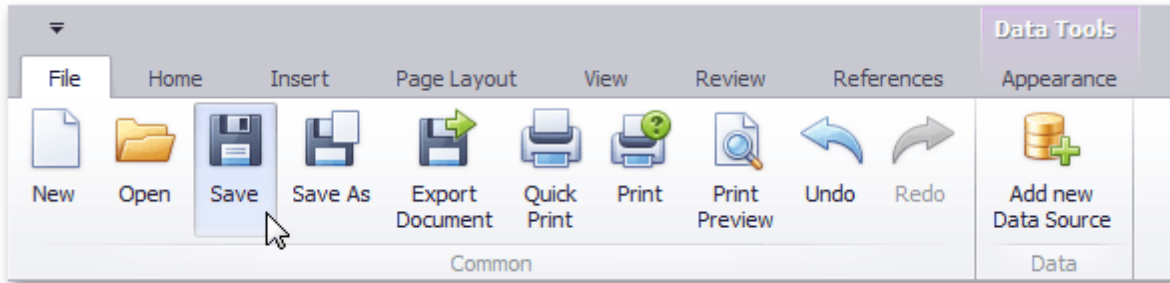 Data Tools
File Home Insert Page Layout View Review References Appearance
New Open Save Save As Export Document Quick Print Print Print Preview Undo Redo Add new Data Source
Common Data